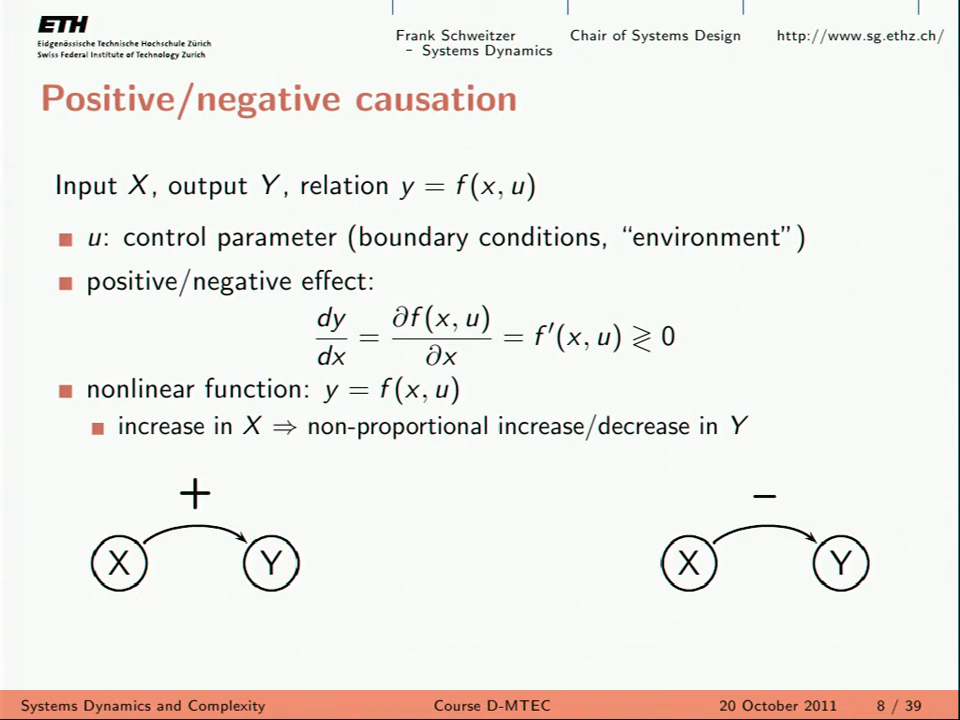 ETH
Eidgenössische Technische Hochschule Zürich
Swiss Federal Institute of Technology Zurich
Frank Schweitzer
– Systems Dynamics
Chair of Systems Design
http://www.sg.ethz.ch/
Positive/negative causation
Input X, output Y, relation y = f(x, u)
u: control parameter (boundary conditions, “environment”)
positive/negative effect:
dy/dx = ∂f(x, u)/∂x = f′(x, u) ≷ 0
nonlinear function: y = f(x, u)
increase in X ⇒ non-proportional increase/decrease in Y
+
X Y
–
X Y
Systems Dynamics and Complexity
Course D-MTEC
20 October 2011
8 / 39